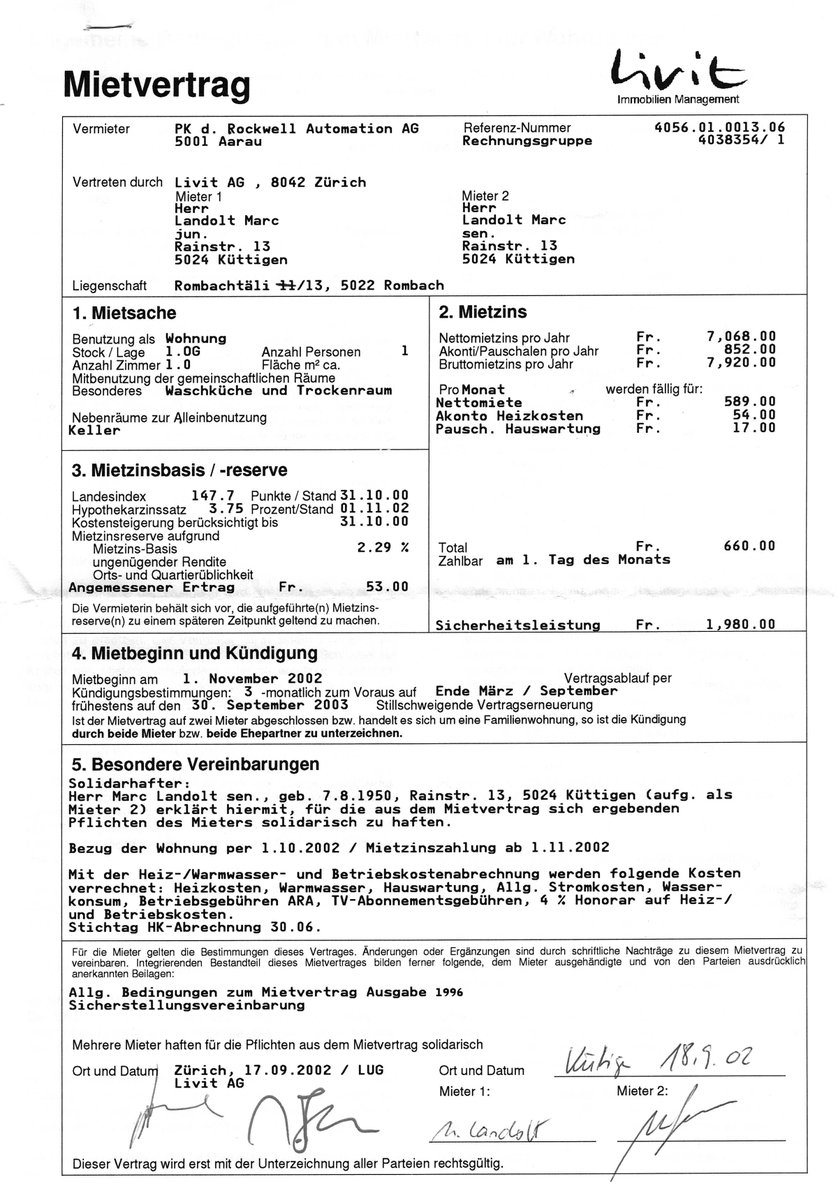 Livit
Mietvertrag
Immobilien Management
Vermieter PK d. Rockwell Automation AG Referenz-Nummer 4056.01.0013.06
5001 Aarau Rechnungsgruppe 4038354/ 1
Vertreten durch Livit AG , 8042 Zürich
Mieter 1 Mieter 2
Herr Herr
Landolt Marc Landolt Marc
jun. sen.
Rainstr. 13 Rainstr. 13
5024 Küttigen 5024 Küttigen
Liegenschaft Rombachtäli 11/13, 5022 Rombach
1. Mietsache
Benutzung als Wohnung
Stock / Lage 1.OG Anzahl Personen 1
Anzahl Zimmer 1.0 Fläche m² ca.
Mitbenutzung der gemeinschaftlichen Räume
Besonderes Waschküche und Trockenraum
Nebenräume zur Alleinbenutzung
Keller
2. Mietzins
Nettomietzins pro Jahr Fr. 7,068.00
Akonti/Pauschalen pro Jahr Fr. 852.00
Bruttomietzins pro Jahr Fr. 7,920.00
Pro Monat werden fällig für:
Nettomiete Fr. 589.00
Akonto Heizkosten Fr. 54.00
Pausch. Hauswartung Fr. 17.00
Total Fr. 660.00
Zahlbar am 1. Tag des Monats
Sicherheitsleistung Fr. 1,980.00
3. Mietzinsbasis / -reserve
Landesindex 147.7 Punkte / Stand 31.10.00
Hypothekarzinssatz 3.75 Prozent/Stand 01.11.02
Kostensteigerung berücksichtigt bis 31.10.00
Mietzinsreserve aufgrund
Mietzins-Basis 2.29 %
ungenügender Rendite
Orts- und Quartierüblichkeit
Angemessener Ertrag Fr. 53.00
Die Vermieterin behält sich vor, die aufgeführte(n) Mietzins-
reserve(n) zu einem späteren Zeitpunkt geltend zu machen.
4. Mietbeginn und Kündigung
Mietbeginn am 1. November 2002 Vertragsablauf per
Kündigungsbestimmungen: 3 -monatlich zum Voraus auf Ende März / September
frühestens auf den 30. September 2003 Stillschweigende Vertragserneuerung
Ist der Mietvertrag auf zwei Mieter abgeschlossen bzw. handelt es sich um eine Familienwohnung, so ist die Kündigung
durch beide Mieter bzw. beide Ehepartner zu unterzeichnen.
5. Besondere Vereinbarungen
Solidarhafter:
Herr Marc Landolt sen., geb. 7.8.1950, Rainstr. 13, 5024 Küttigen (aufg. als
Mieter 2) erklärt hiermit, für die aus dem Mietvertrag sich ergebenden
Pflichten des Mieters solidarisch zu haften.
Bezug der Wohnung per 1.10.2002 / Mietzinszahlung ab 1.11.2002
Mit der Heiz-/Warmwasser- und Betriebskostenabrechnung werden folgende Kosten
verrechnet: Heizkosten, Warmwasser, Hauswartung, Allg. Stromkosten, Wasser-
konsum, Betriebsgebühren ARA, TV-Abonnementsgebühren, 4 % Honorar auf Heiz-/
und Betriebskosten.
Stichtag HK-Abrechnung 30.06.
Für die Mieter gelten die Bestimmungen dieses Vertrages. Änderungen oder Ergänzungen sind durch schriftliche Nachträge zu diesem Mietvertrag zu
vereinbaren. Integrierenden Bestandteil dieses Mietvertrages bilden ferner folgende, dem Mieter ausgehändigte und von den Parteien ausdrücklich
anerkannten Beilagen:
Allg. Bedingungen zum Mietvertrag Ausgabe 1996
Sicherstellungsvereinbarung
Mehrere Mieter haften für die Pflichten aus dem Mietvertrag solidarisch
Ort und Datum Zürich, 17.09.2002 / LUG Ort und Datum 18.9.02
Livit AG
Mieter 1: Mieter 2:
M. Landolt
Dieser Vertrag wird erst mit der Unterzeichnung aller Parteien rechtsgültig.